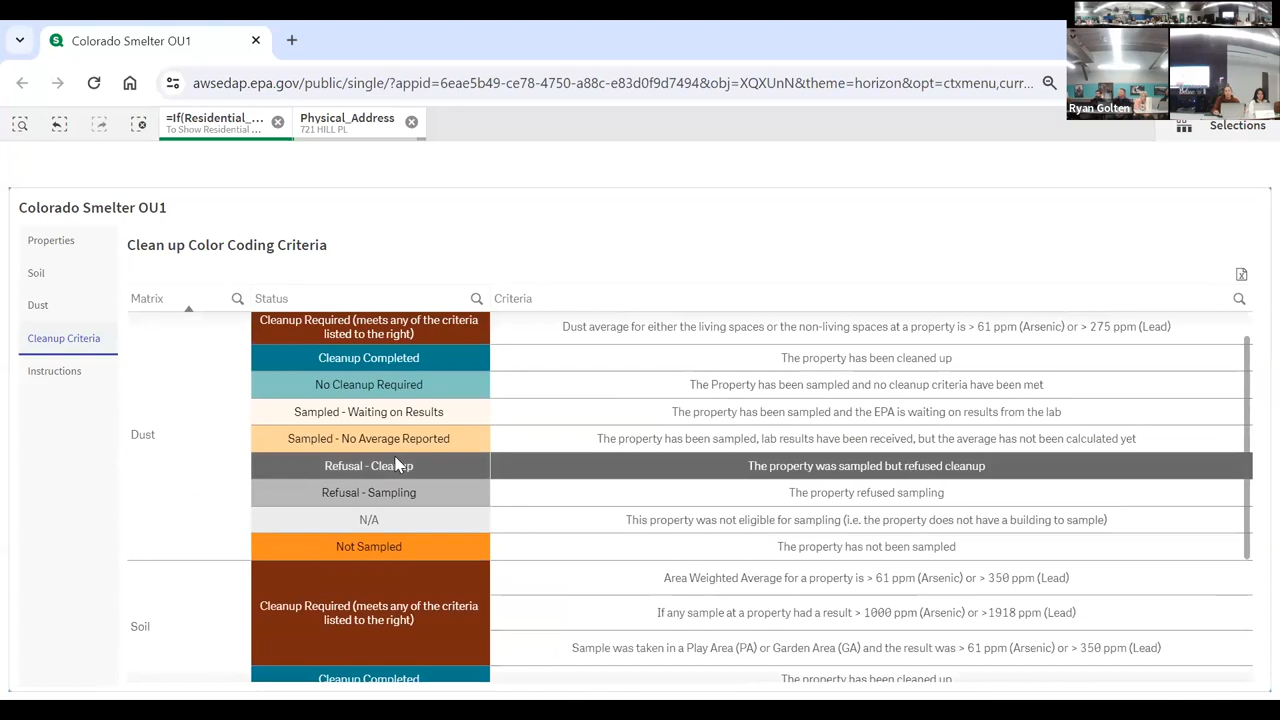 Colorado Smelter OU1
awsedap.epa.gov/public/single/?appid=6eae5b49-ce78-4750-a88c-e83d0f9d7494&obj=XQXUnN&theme=horizon&opt=ctxmenu,curr...
Ryan Golten
=If(Residential_...
To Show Residential ...
Physical_Address
721 HILL PL
Selections
Colorado Smelter OU1
Properties
Soil
Dust
Cleanup Criteria
Instructions
Clean up Color Coding Criteria
Matrix
Status
Criteria
Dust
Cleanup Required (meets any of the criteria
listed to the right)
Dust average for either the living spaces or the non-living spaces at a property is > 61 ppm (Arsenic) or > 275 ppm (Lead)
Cleanup Completed
The property has been cleaned up
No Cleanup Required
The Property has been sampled and no cleanup criteria have been met
Sampled - Waiting on Results
The property has been sampled and the EPA is waiting on results from the lab
Sampled - No Average Reported
The property has been sampled, lab results have been received, but the average has not been calculated yet
Refusal - Cleanup
The property was sampled but refused cleanup
Refusal - Sampling
The property refused sampling
N/A
This property was not eligible for sampling (i.e. the property does not have a building to sample)
Not Sampled
The property has not been sampled
Soil
Cleanup Required (meets any of the criteria
listed to the right)
Area Weighted Average for a property is > 61 ppm (Arsenic) or > 350 ppm (Lead)
If any sample at a property had a result > 1000 ppm (Arsenic) or >1918 ppm (Lead)
Sample was taken in a Play Area (PA) or Garden Area (GA) and the result was > 61 ppm (Arsenic) or > 350 ppm (Lead)
Cleanup Completed
The property has been cleaned up